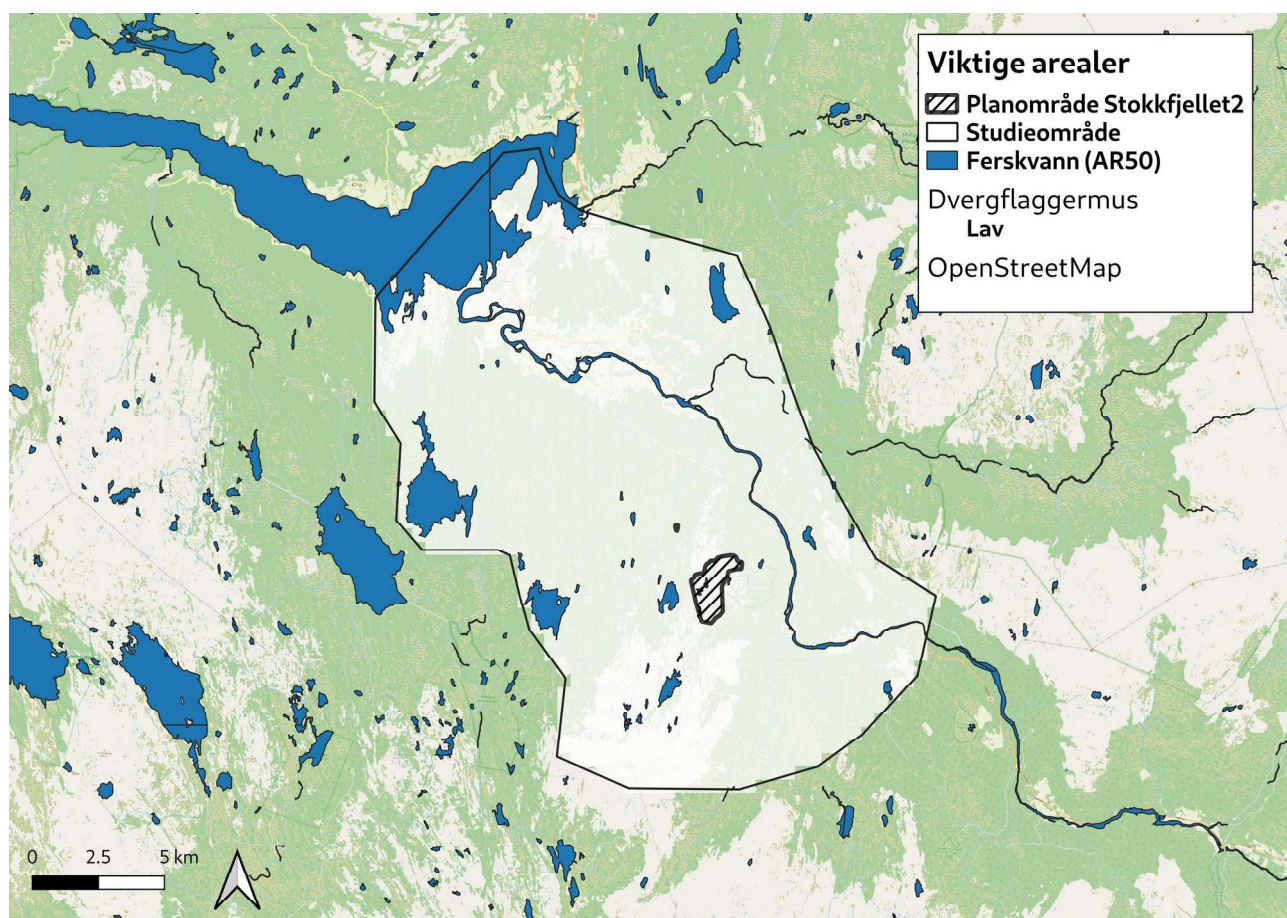 Viktige arealer
Planområde Stokkfjellet2
Studieområde
Ferskvann (AR50)
Dvergflaggermus
Lav
OpenStreetMap
0 2.5 5 km